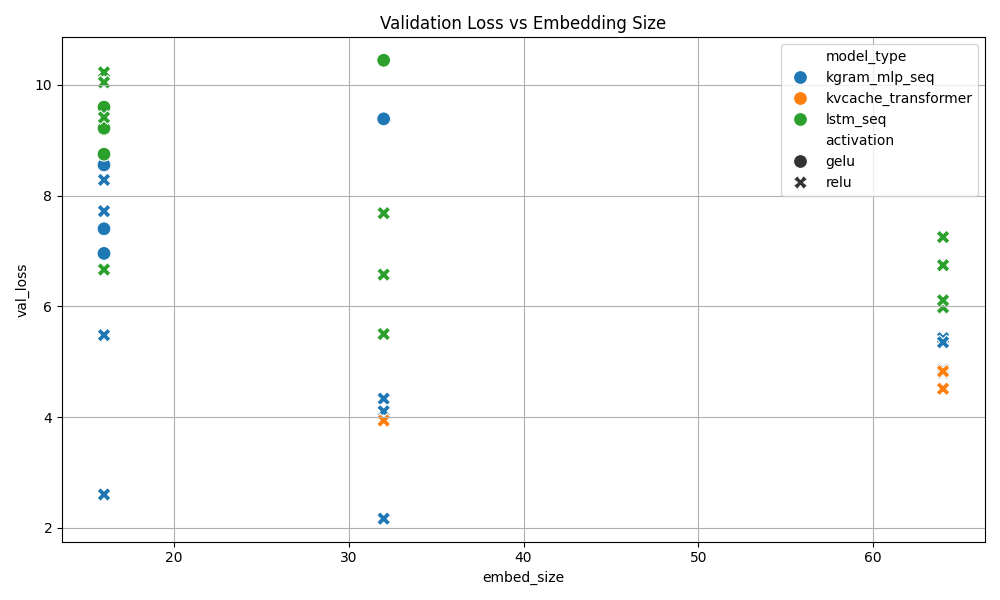 Validation Loss vs Embedding Size
model_type
kgram_mlp_seq
kvcache_transformer
lstm_seq
activation
gelu
relu
val_loss
10
8
6
4
2
20
30
40
50
60
embed_size